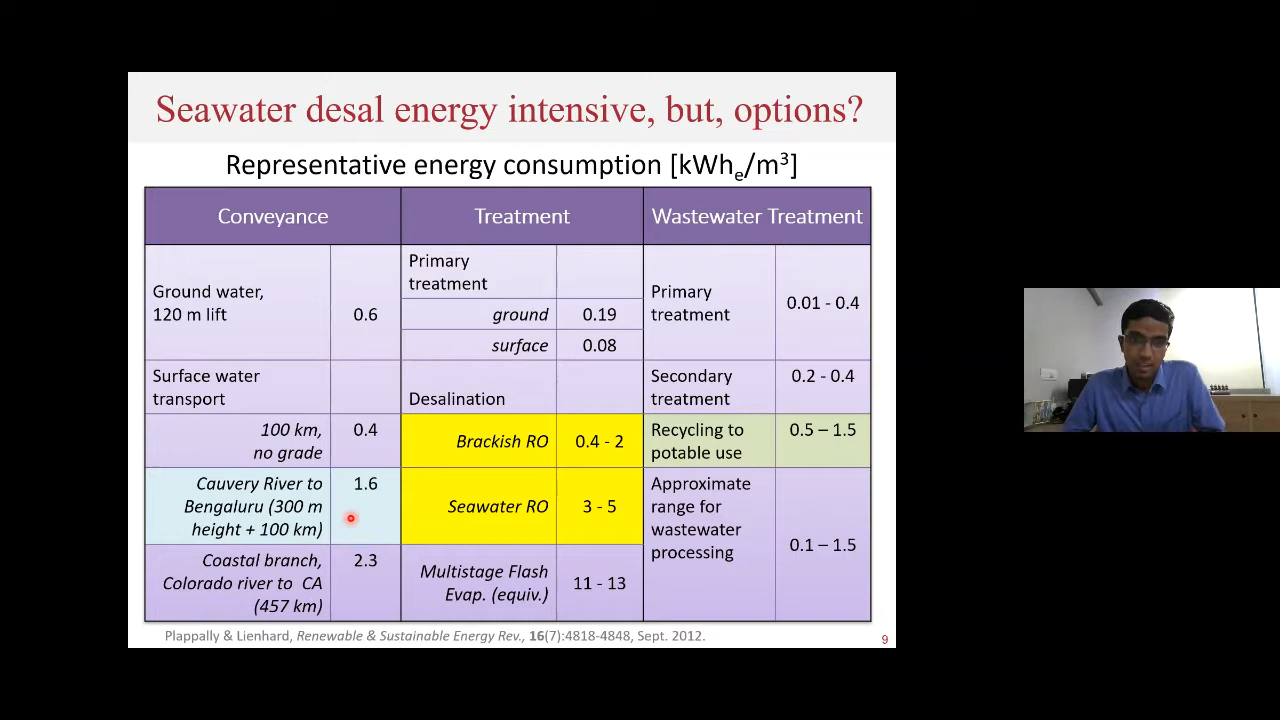 Seawater desal energy intensive, but, options?
Representative energy consumption [kWhe/m3]
Conveyance
Treatment
Wastewater Treatment
Ground water,
120 m lift
0.6
Primary
treatment
ground
0.19
surface
0.08
Primary
treatment
0.01 - 0.4
Surface water
transport
Desalination
Secondary
treatment
0.2 - 0.4
100 km,
no grade
0.4
Brackish RO
0.4 - 2
Recycling to
potable use
0.5 – 1.5
Cauvery River to
Bengaluru (300 m
height + 100 km)
1.6
Seawater RO
3 - 5
Approximate
range for
wastewater
processing
0.1 – 1.5
Coastal branch,
Colorado river to CA
(457 km)
2.3
Multistage Flash
Evap. (equiv.)
11 - 13
Plappally & Lienhard, Renewable & Sustainable Energy Rev., 16(7):4818-4848, Sept. 2012.
9